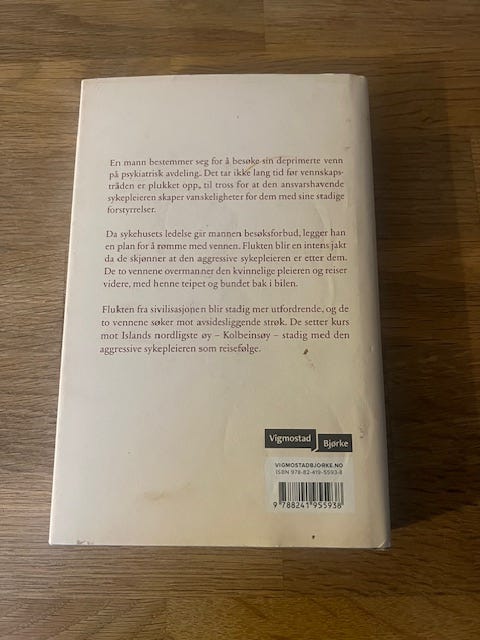 En mann bestemmer seg for å besøke sin deprimerte venn
på psykiatrisk avdeling. Det tar ikke lang tid før vennskaps-
tråden er plukket opp, til tross for at den ansvarshavende
sykepleieren skaper vanskeligheter for dem med sine stadige
forstyrrelser.
Da sykehusets ledelse gir mannen besøksforbud, legger han
en plan for å rømme med vennen. Flukten blir en intens jakt
da de skjønner at den aggressive sykepleieren er etter dem.
De to vennene overmanner den kvinnelige pleieren og reiser
videre, med henne teipet og bundet bak i bilen.
Flukten fra sivilisasjonen blir stadig mer utfordrende, og de
to vennene søker mot avsidesliggende strøk. De setter kurs
mot Islands nordligste øy – Kolbeinsøy – stadig med den
aggressive sykepleieren som reisefølge.
Vigmostad
Bjørke
VIGMOSTADBJORKE.NO
ISBN 978-82-419-5593-8
9 788241 955938